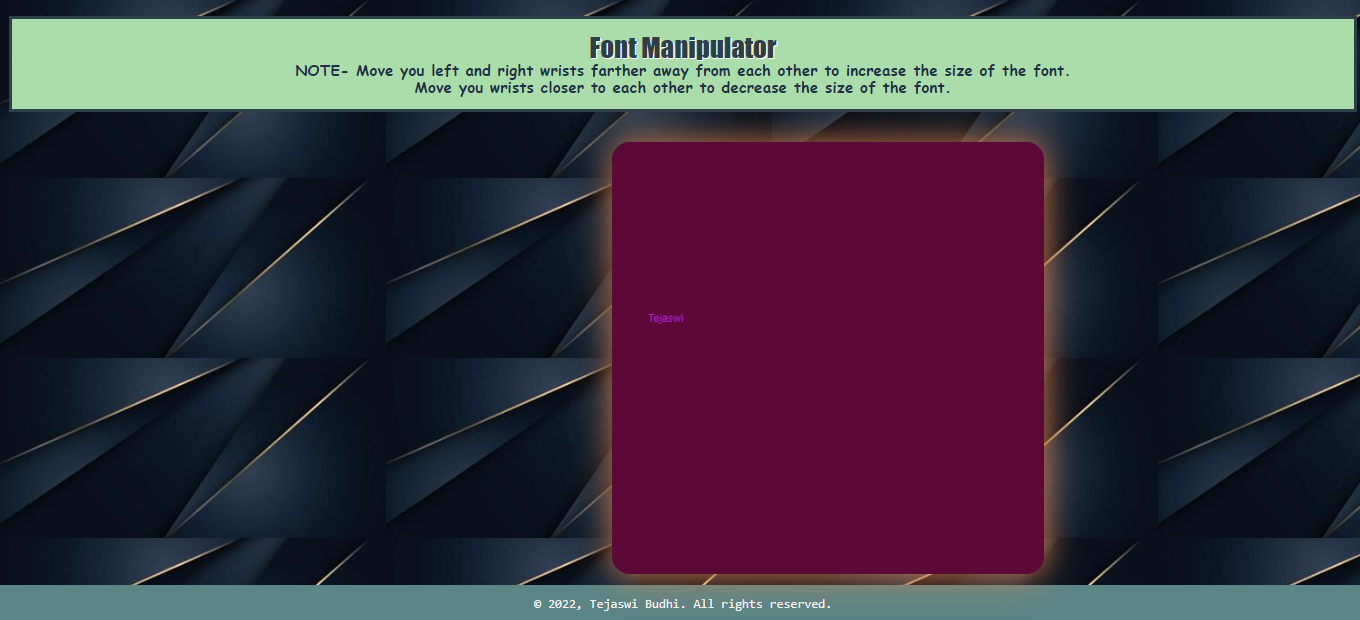 Font Manipulator
NOTE- Move you left and right wrists farther away from each other to increase the size of the font.
Move you wrists closer to each other to decrease the size of the font.
Tejaswi
© 2022, Tejaswi Budhi. All rights reserved.